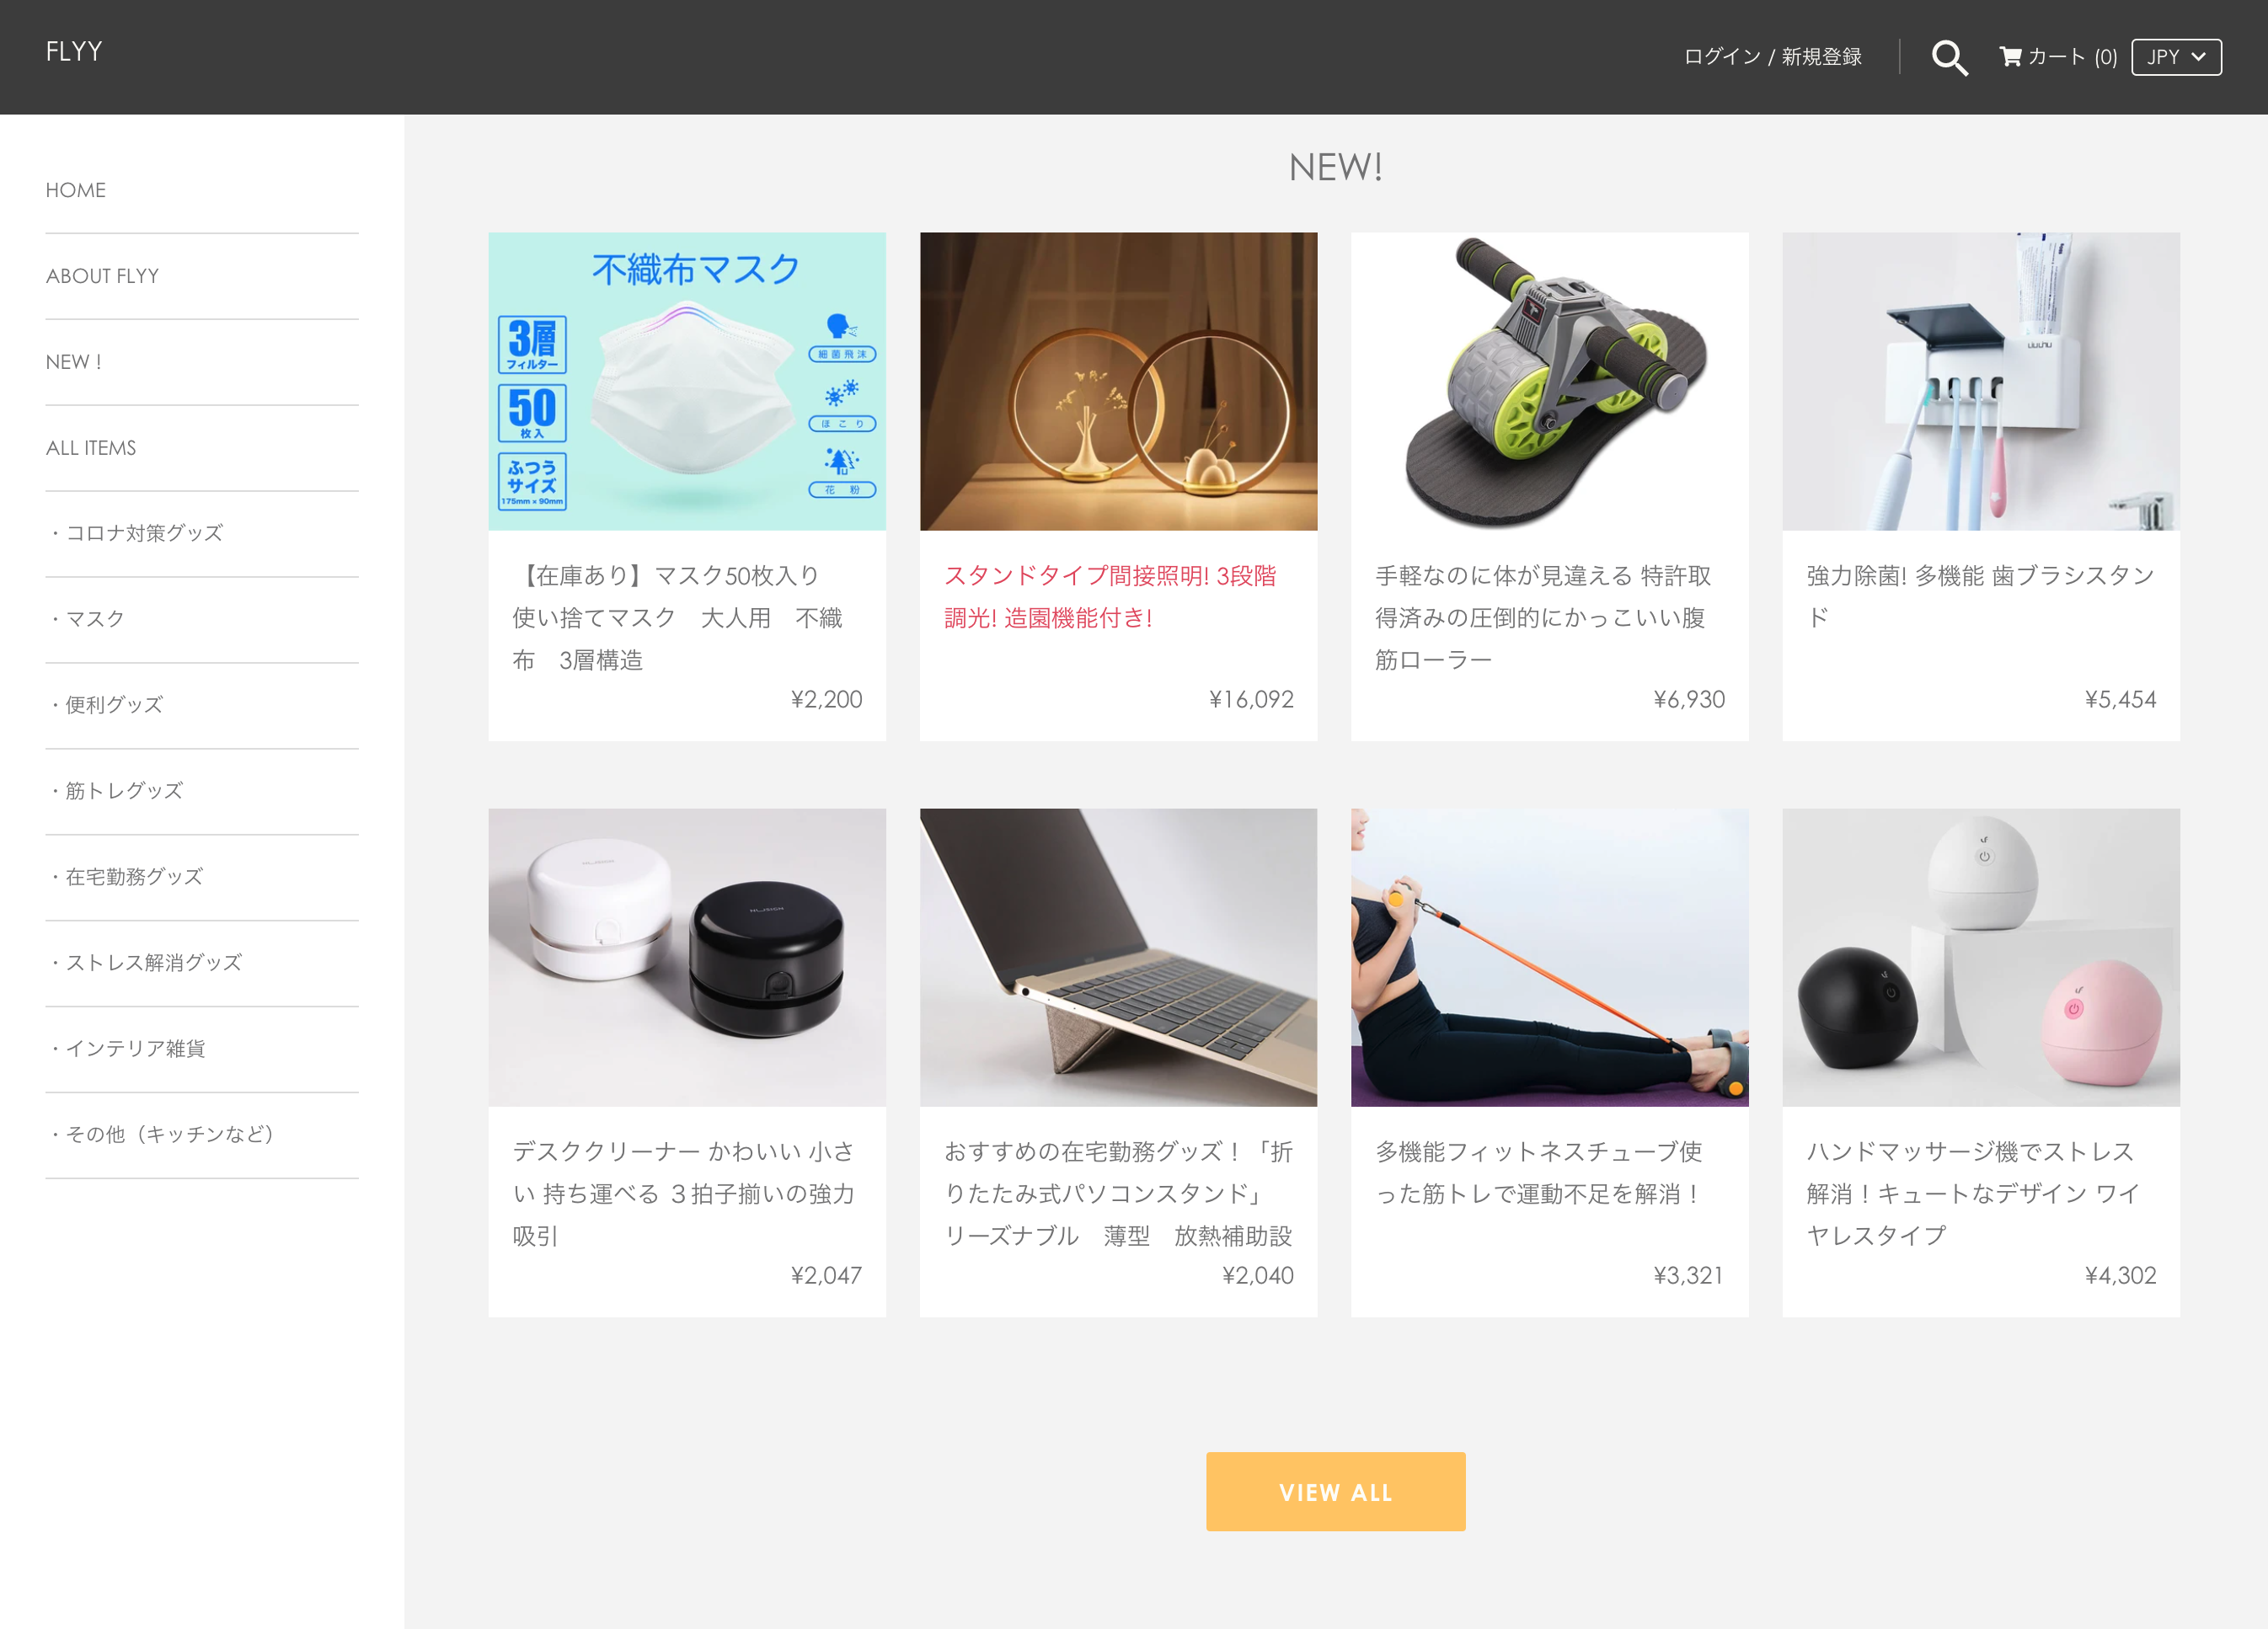 FLYY
ログイン / 新規登録
カート (0)
JPY
HOME
ABOUT FLYY
NEW !
ALL ITEMS
・コロナ対策グッズ
・マスク
・便利グッズ
・筋トレグッズ
・在宅勤務グッズ
・ストレス解消グッズ
・インテリア雑貨
・その他（キッチンなど）
NEW!
不織布マスク
3層
フィルター
50
枚入
ふつう
サイズ
175mm × 90mm
細菌飛沫
ほこり
花粉
【在庫あり】マスク50枚入り
使い捨てマスク　大人用　不織
布　3層構造
¥2,200
スタンドタイプ間接照明! 3段階
調光! 造園機能付き!
¥16,092
手軽なのに体が見違える 特許取
得済みの圧倒的にかっこいい腹
筋ローラー
¥6,930
強力除菌! 多機能 歯ブラシスタン
ド
¥5,454
デスククリーナー かわいい 小さ
い 持ち運べる ３拍子揃いの強力
吸引
¥2,047
おすすめの在宅勤務グッズ！「折
りたたみ式パソコンスタンド」
リーズナブル　薄型　放熱補助設
¥2,040
多機能フィットネスチューブ使
った筋トレで運動不足を解消！
¥3,321
ハンドマッサージ機でストレス
解消！キュートなデザイン ワイ
ヤレスタイプ
¥4,302
VIEW ALL